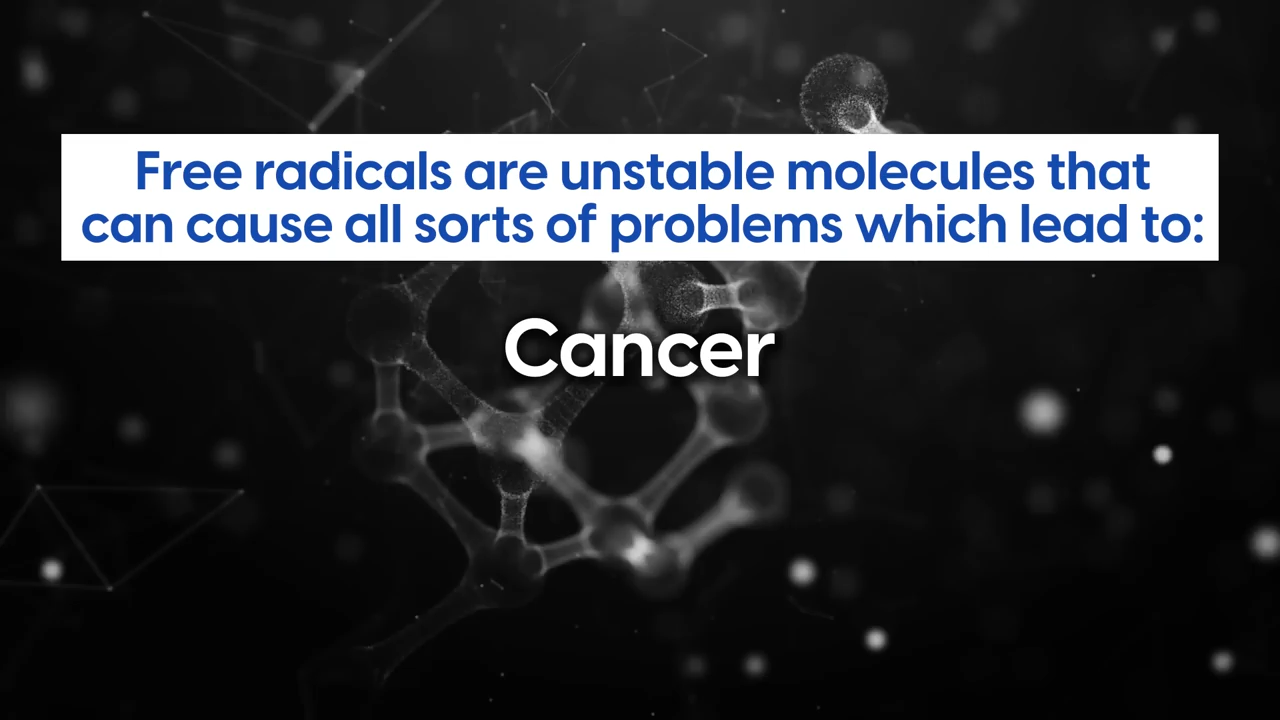 Free radicals are unstable molecules that
can cause all sorts of problems which lead to:
Cancer